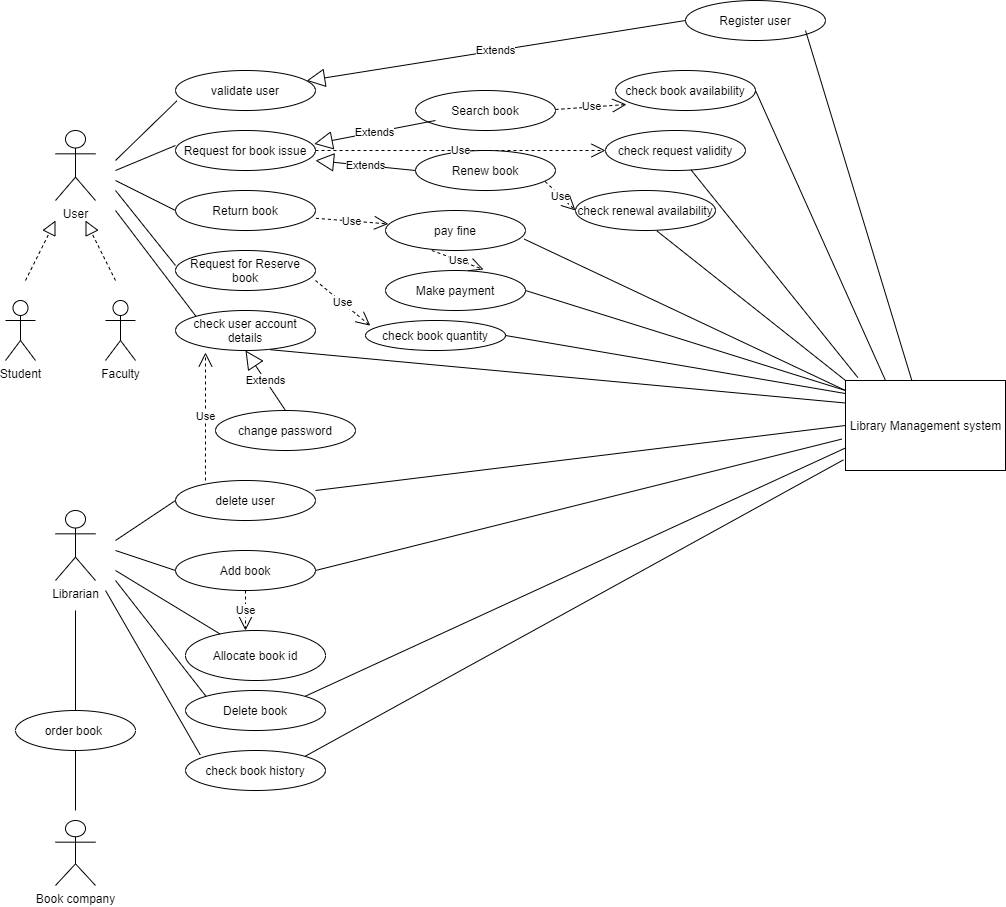 Register user
Extends
validate user
Search book
Use
check book availability
Extends
Request for book issue
Use
check request validity
Extends
Renew book
Use
check renewal availability
User
Return book
Use
pay fine
Use
Request for Reserve
book
Make payment
Use
check user account
details
check book quantity
Student
Faculty
Extends
Use
change password
Library Management system
delete user
Add book
Librarian
Use
Allocate book id
Delete book
order book
check book history
Book company